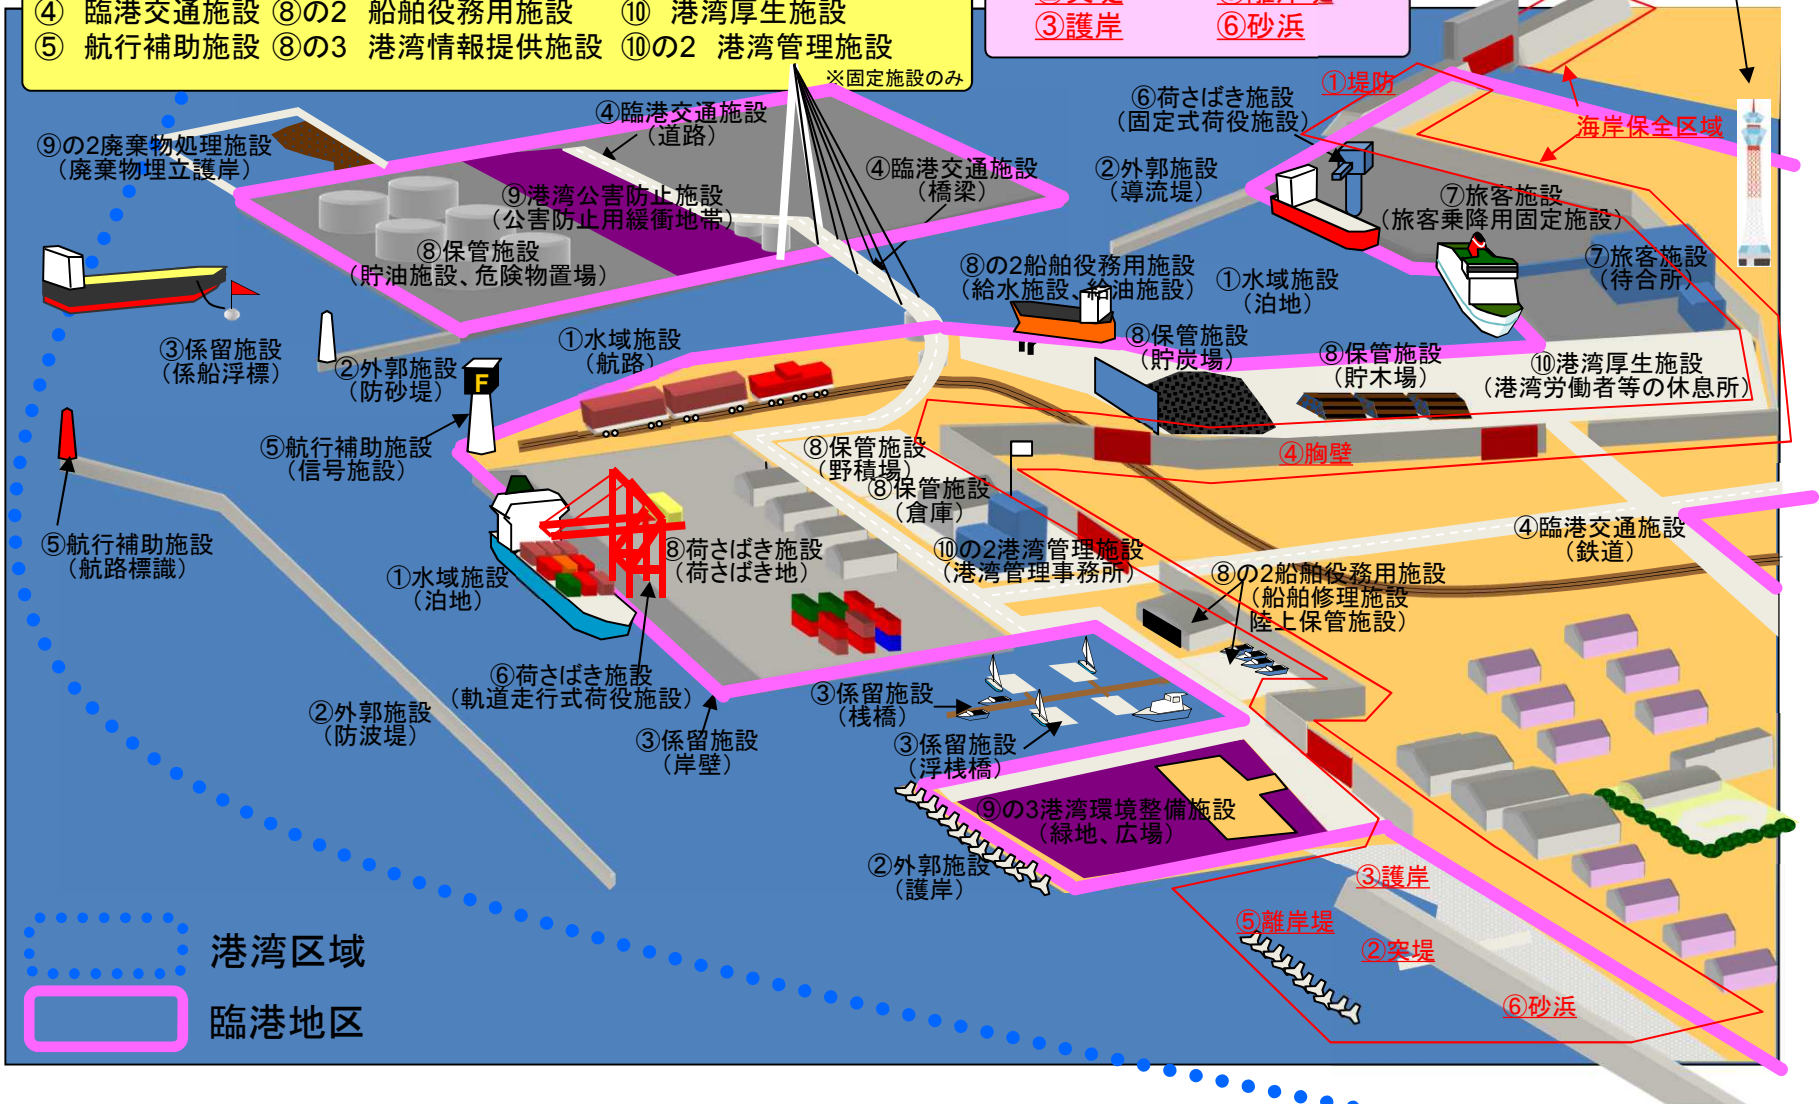 ④ 臨港交通施設 ⑧の2 船舶役務用施設 ⑩ 港湾厚生施設
⑤ 航行補助施設 ⑧の3 港湾情報提供施設 ⑩の2 港湾管理施設
※固定施設のみ
③護岸 ⑥砂浜
①堤防
海岸保全区域
⑥荷さばき施設
（固定式荷役施設）
④臨港交通施設
（道路）
⑨の2廃棄物処理施設
（廃棄物埋立護岸）
④臨港交通施設
（橋梁）
②外郭施設
（導流堤）
⑦旅客施設
（旅客乗降用固定施設）
⑨港湾公害防止施設
（公害防止用緩衝地帯）
⑧保管施設
（貯油施設、危険物置場）
⑧の2船舶役務用施設
（給水施設、給油施設）
①水域施設
（泊地）
⑦旅客施設
（待合所）
③係留施設
（係船浮標）
②外郭施設
（防砂堤）
①水域施設
（航路）
⑧保管施設
（貯炭場）
⑧保管施設
（貯木場）
⑩港湾厚生施設
（港湾労働者等の休息所）
F
⑤航行補助施設
（信号施設）
⑧保管施設
（野積場）
④胸壁
⑧保管施設
（倉庫）
⑤航行補助施設
（航路標識）
①水域施設
（泊地）
⑧荷さばき施設
（荷さばき地）
⑩の2港湾管理施設
（港湾管理事務所）
④臨港交通施設
（鉄道）
⑧の2船舶役務用施設
（船舶修理施設
陸上保管施設）
⑥荷さばき施設
（軌道走行式荷役施設）
②外郭施設
（防波堤）
③係留施設
（岸壁）
③係留施設
（桟橋）
③係留施設
（浮桟橋）
⑨の3港湾環境整備施設
（緑地、広場）
②外郭施設
（護岸）
③護岸
⑤離岸堤
②突堤
⑥砂浜
港湾区域
臨港地区